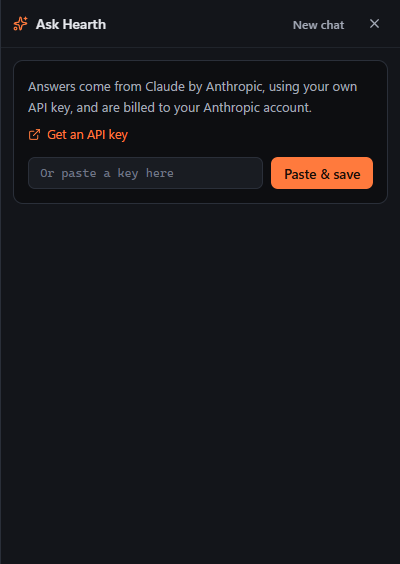 Ask Hearth
New chat
Answers come from Claude by Anthropic, using your own
API key, and are billed to your Anthropic account.
Get an API key
Or paste a key here
Paste & save